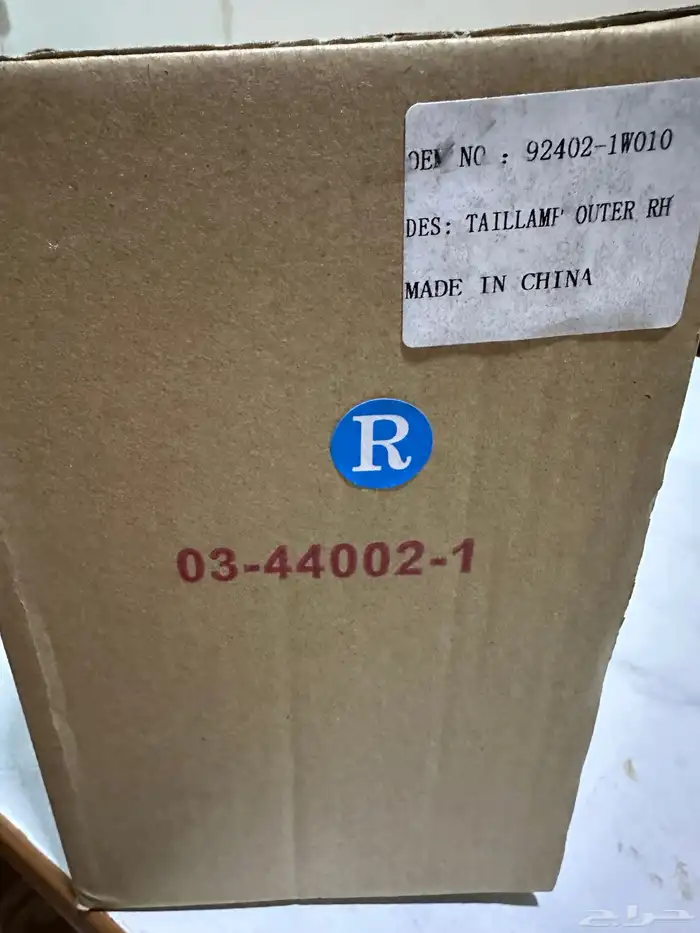 OEM NO : 92402-1W010
DES: TAILLAMP OUTER RH
MADE IN CHINA
R
03-44002-1
حراج